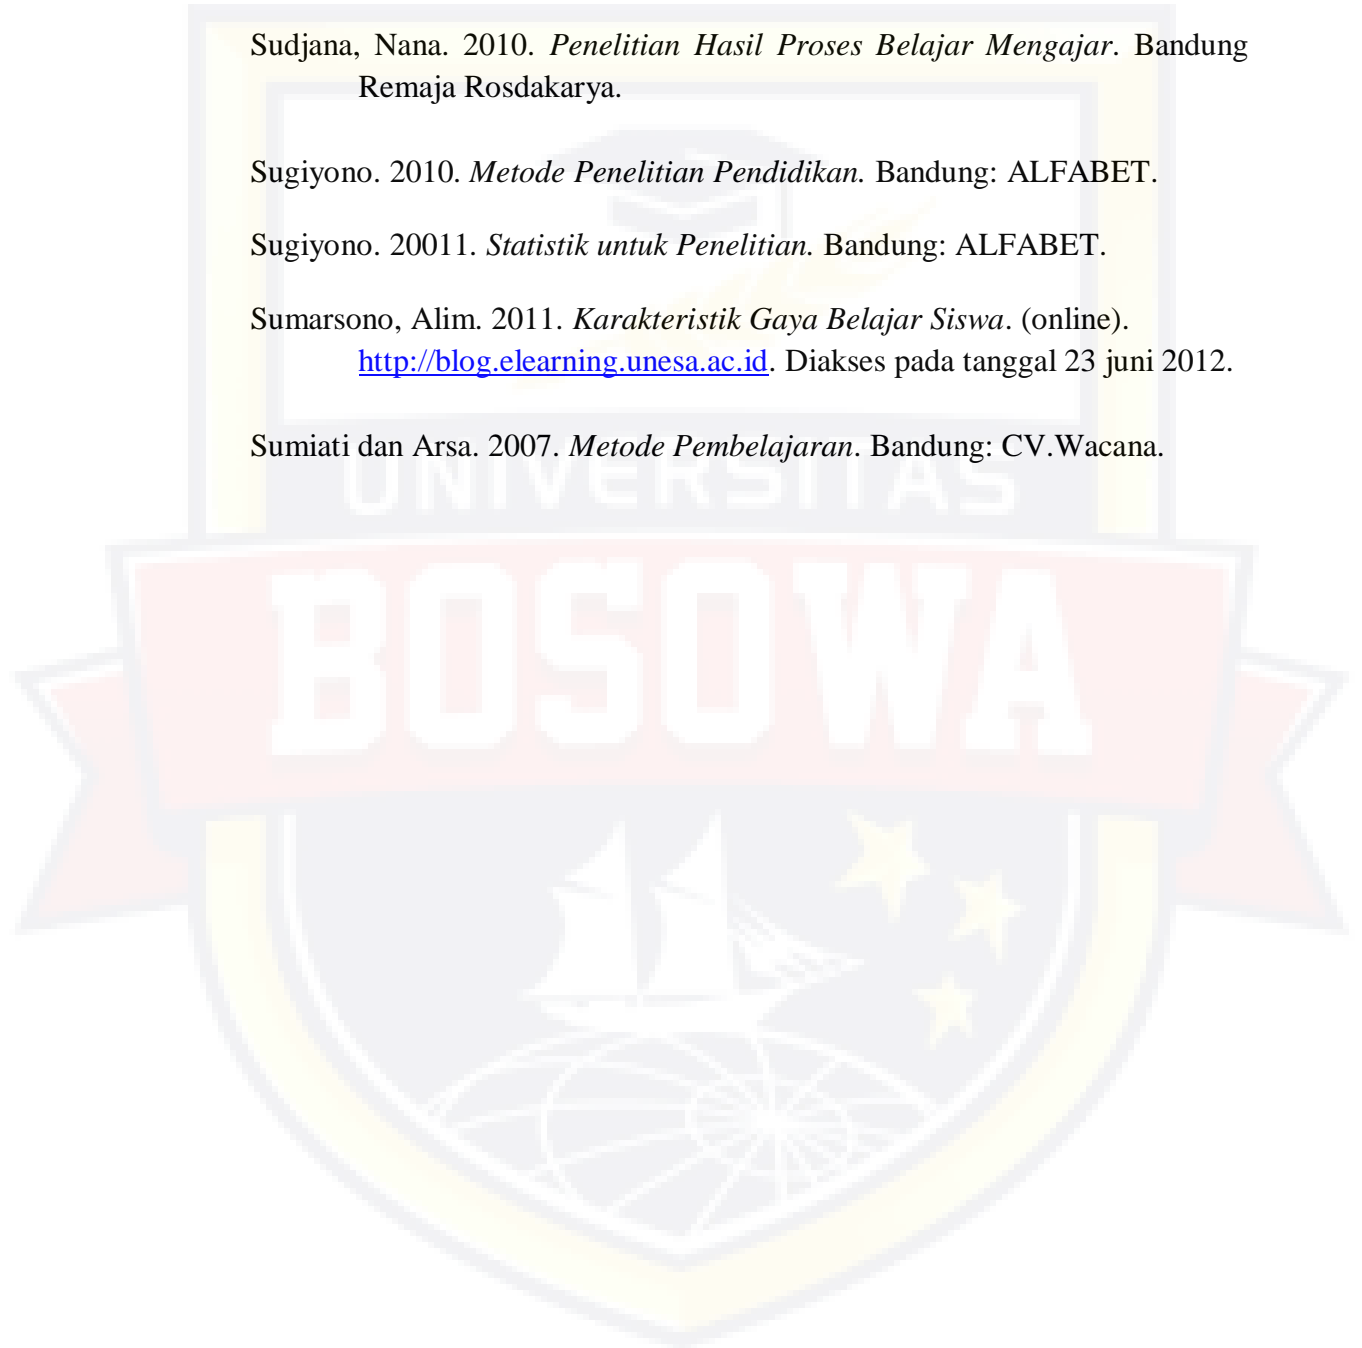 Sudjana, Nana. 2010. Penelitian Hasil Proses Belajar Mengajar. Bandung
Remaja Rosdakarya.
Sugiyono. 2010. Metode Penelitian Pendidikan. Bandung: ALFABET.
Sugiyono. 20011. Statistik untuk Penelitian. Bandung: ALFABET.
Sumarsono, Alim. 2011. Karakteristik Gaya Belajar Siswa. (online).
http://blog.elearning.unesa.ac.id. Diakses pada tanggal 23 juni 2012.
Sumiati dan Arsa. 2007. Metode Pembelajaran. Bandung: CV.Wacana.
UNIVERSITAS
BOSOWA